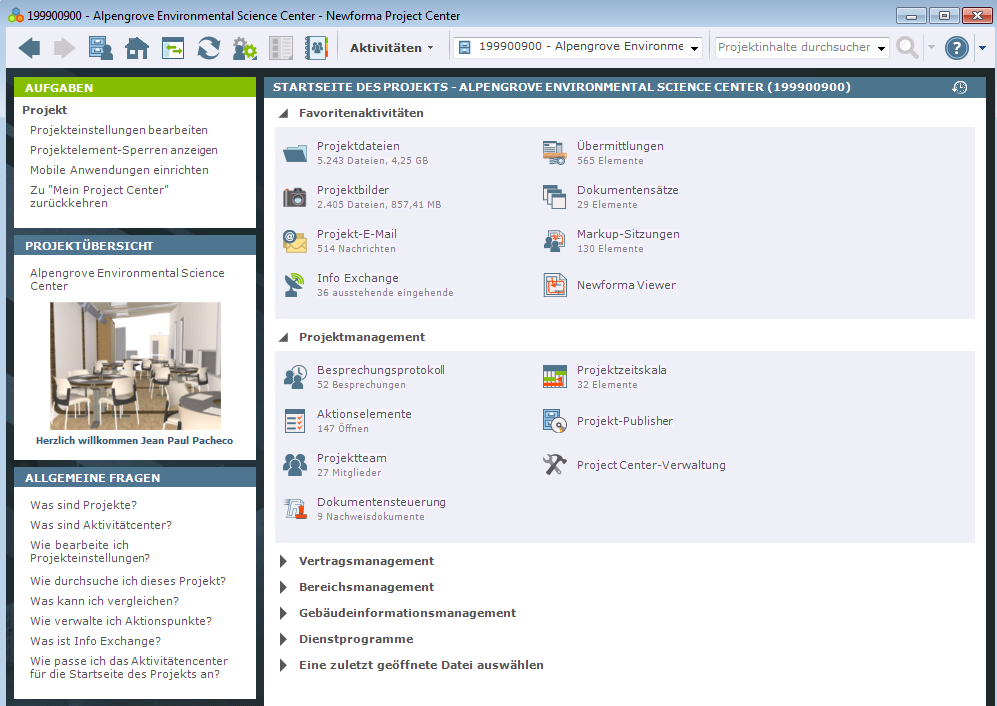 199900900 - Alpengrove Environmental Science Center - Newforma Project Center
Aktivitäten
199900900 - Alpengrove Environme
Projektinhalte durchsucher
?
AUFGABEN
Projekt
Projekteinstellungen bearbeiten
Projektelement-Sperren anzeigen
Mobile Anwendungen einrichten
Zu "Mein Project Center"
zurückkehren
PROJEKTÜBERSICHT
Alpengrove Environmental Science
Center
Herzlich willkommen Jean Paul Pacheco
ALLGEMEINE FRAGEN
Was sind Projekte?
Was sind Aktivitätcenter?
Wie bearbeite ich
Projekteinstellungen?
Wie durchsuche ich dieses Projekt?
Was kann ich vergleichen?
Wie verwalte ich Aktionspunkte?
Was ist Info Exchange?
Wie passe ich das Aktivitätencenter
für die Startseite des Projekts an?
STARTSEITE DES PROJEKTS - ALPENGROVE ENVIRONMENTAL SCIENCE CENTER (199900900)
Favoritenaktivitäten
Projektdateien
5.243 Dateien, 4,25 GB
Projektbilder
2.405 Dateien, 857,41 MB
Projekt-E-Mail
514 Nachrichten
Info Exchange
36 ausstehende eingehende
Übermittlungen
565 Elemente
Dokumentensätze
29 Elemente
Markup-Sitzungen
130 Elemente
Newforma Viewer
Projektmanagement
Besprechungsprotokoll
52 Besprechungen
Aktionselemente
147 Öffnen
Projektteam
27 Mitglieder
Dokumentensteuerung
9 Nachweisdokumente
Projektzeitskala
32 Elemente
Projekt-Publisher
Project Center-Verwaltung
Vertragsmanagement
Bereichsmanagement
Gebäudeinformationsmanagement
Dienstprogramme
Eine zuletzt geöffnete Datei auswählen